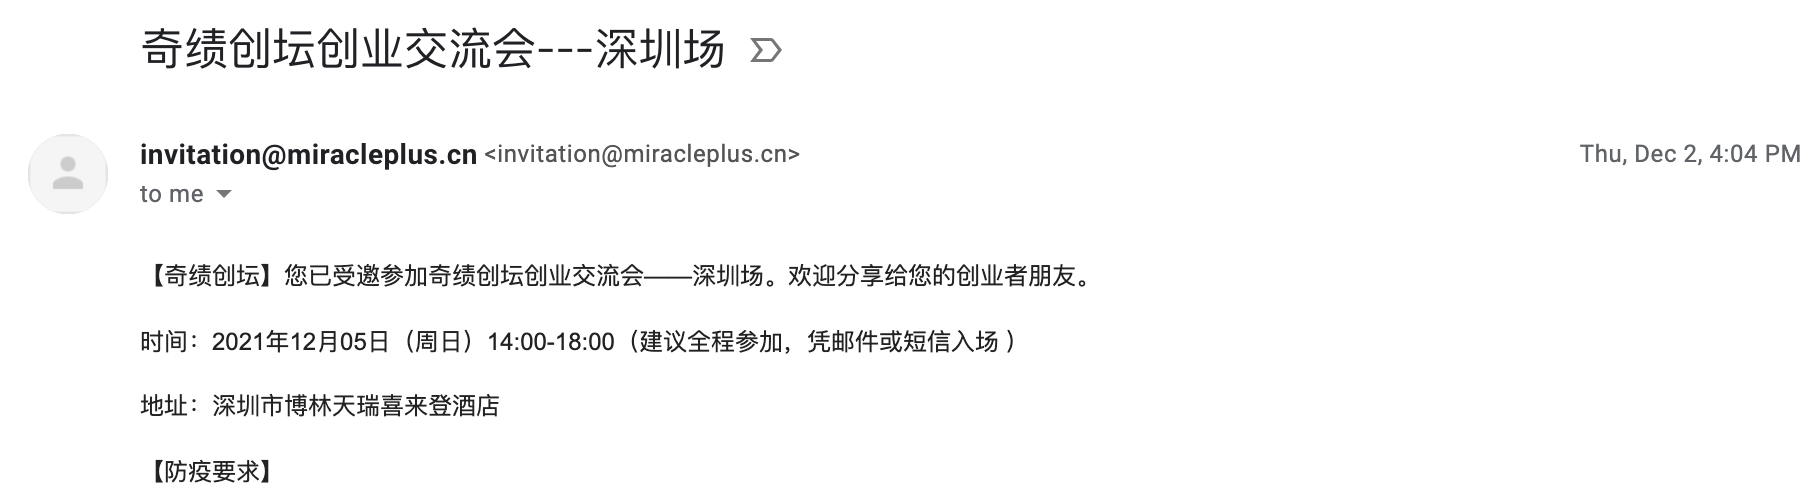 奇绩创坛创业交流会---深圳场
invitation@miracleplus.cn <invitation@miracleplus.cn>
Thu, Dec 2, 4:04 PM
to me
【奇绩创坛】您已受邀参加奇绩创坛创业交流会——深圳场。欢迎分享给您的创业者朋友。
时间：2021年12月05日（周日）14:00-18:00（建议全程参加，凭邮件或短信入场 ）
地址：深圳市博林天瑞喜来登酒店
【防疫要求】